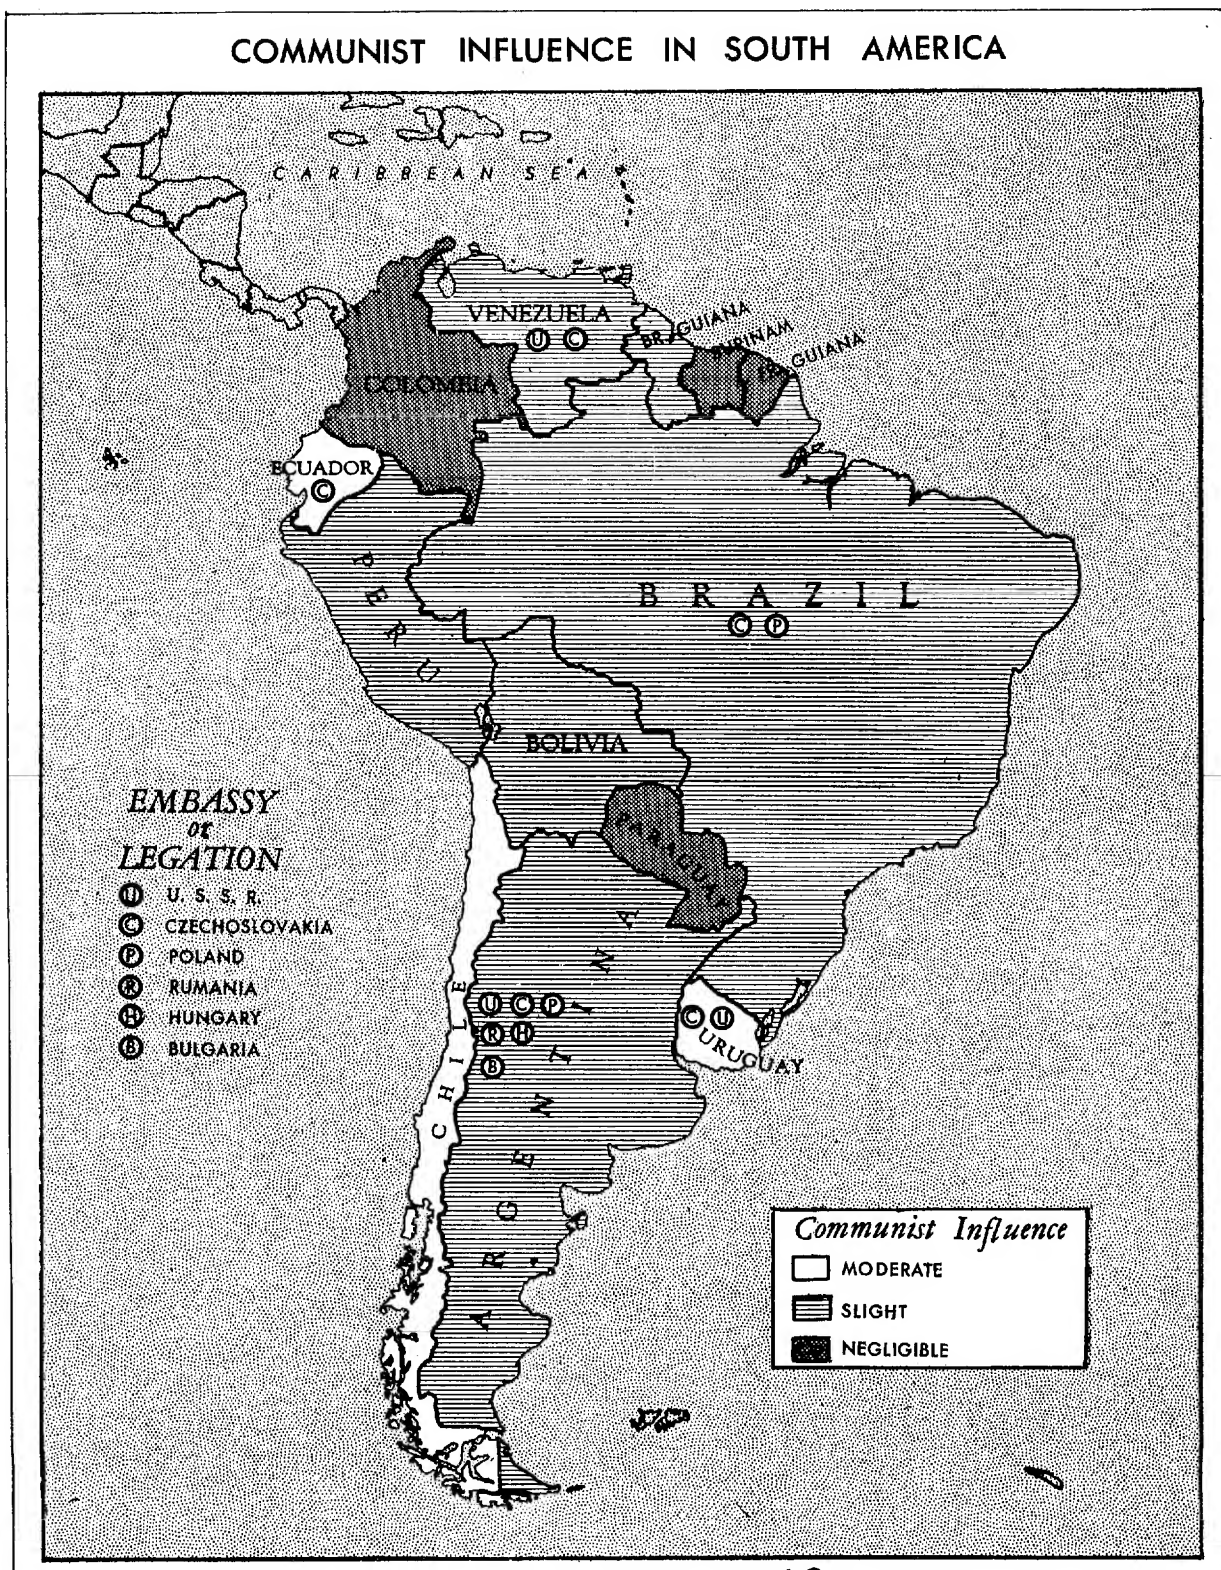 COMMUNIST INFLUENCE IN SOUTH AMERICA
CARIBBEAN SEA
VENEZUELA
U C
BR. GUIANA
SURINAM
FR. GUIANA
COLOMBIA
ECUADOR
C
PERU
BRAZIL
C P
BOLIVIA
PARAGUAY
EMBASSY
or
LEGATION
U U. S. S. R.
C CZECHOSLOVAKIA
P POLAND
R RUMANIA
H HUNGARY
B BULGARIA
CHILE
U C P
R H
B
ARGENTINA
C U
URUGUAY
Communist Influence
MODERATE
SLIGHT
NEGLIGIBLE